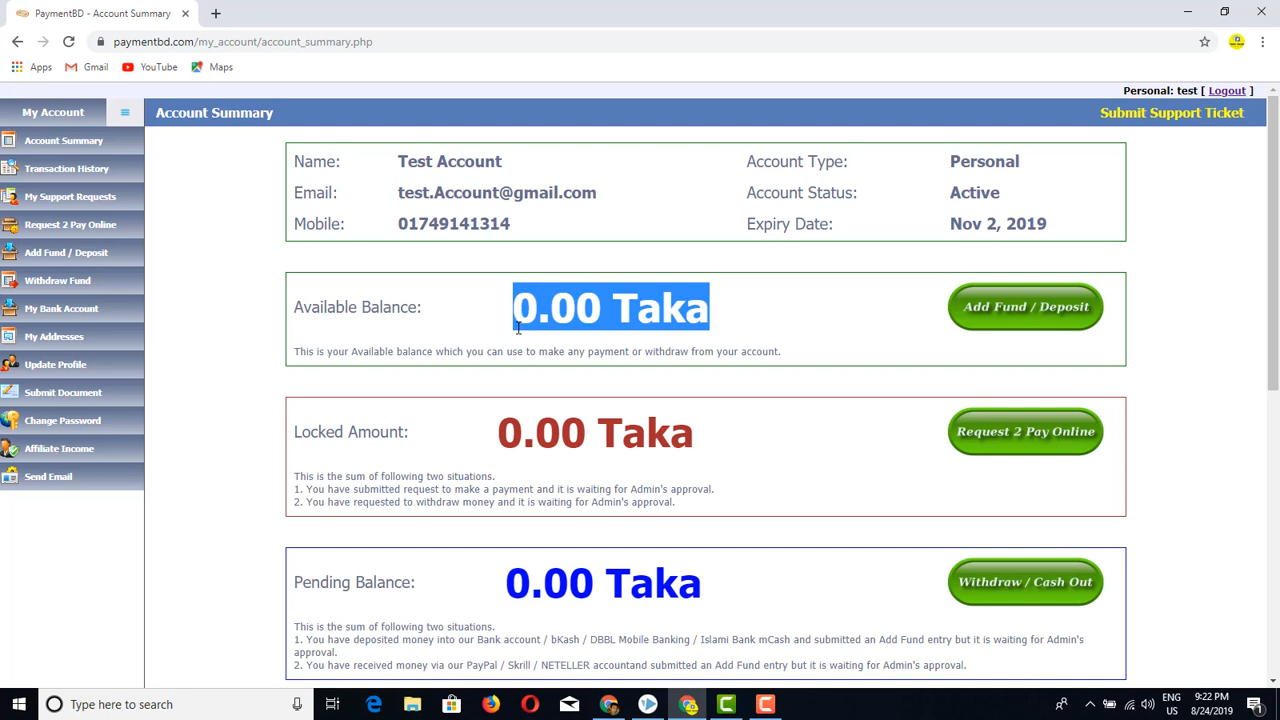 PaymentBD - Account Summary
paymentbd.com/my_account/account_summary.php
Apps Gmail YouTube Maps
Personal: test [ Logout ]
My Account
Account Summary
Submit Support Ticket
Account Summary
Transaction History
My Support Requests
Request 2 Pay Online
Add Fund / Deposit
Withdraw Fund
My Bank Account
My Addresses
Update Profile
Submit Document
Change Password
Affiliate Income
Send Email
Name: Test Account Account Type: Personal
Email: test.Account@gmail.com Account Status: Active
Mobile: 01749141314 Expiry Date: Nov 2, 2019
Available Balance: 0.00 Taka Add Fund / Deposit
This is your Available balance which you can use to make any payment or withdraw from your account.
Locked Amount: 0.00 Taka Request 2 Pay Online
This is the sum of following two situations.
1. You have submitted request to make a payment and it is waiting for Admin's approval.
2. You have requested to withdraw money and it is waiting for Admin's approval.
Pending Balance: 0.00 Taka Withdraw / Cash Out
This is the sum of following two situations.
1. You have deposited money into our Bank account / bKash / DBBL Mobile Banking / Islami Bank mCash and submitted an Add Fund entry but it is waiting for Admin's
approval.
2. You have received money via our PayPal / Skrill / NETELLER accountand submitted an Add Fund entry but it is waiting for Admin's approval.
Type here to search
ENG 9:22 PM
US 8/24/2019